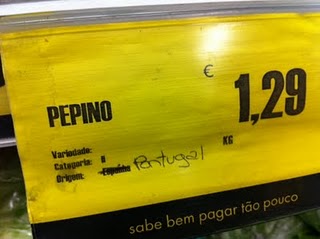 PEPINO € 1,29
Variedade:
Categoria: II
Origem: Espanha Portugal
KG
sabe bem pagar tão pouco